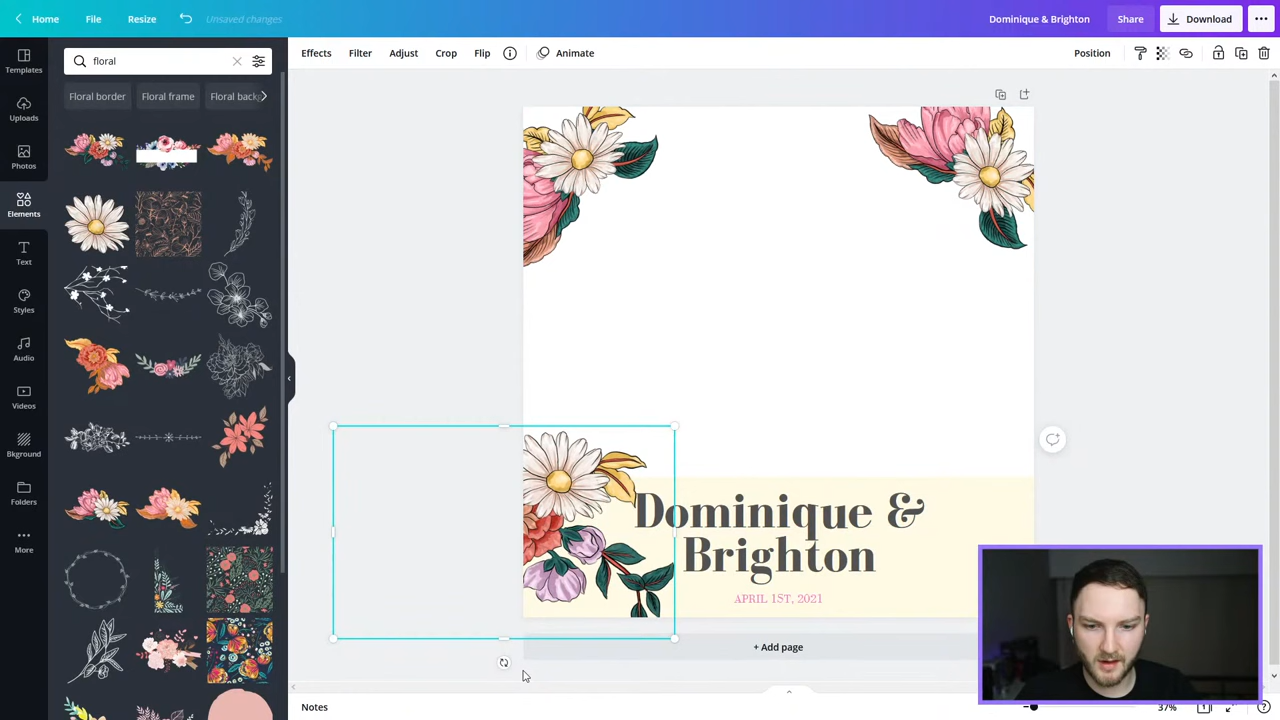 Home
File
Resize
Unsaved changes
Dominique & Brighton
Share
Download
Effects
Filter
Adjust
Crop
Flip
Animate
Position
Templates
Uploads
Photos
Elements
Text
Styles
Audio
Videos
Bkground
Folders
More
floral
Floral border
Floral frame
Floral back
Dominique &
Brighton
APRIL 1ST, 2021
+ Add page
Notes
37%
1